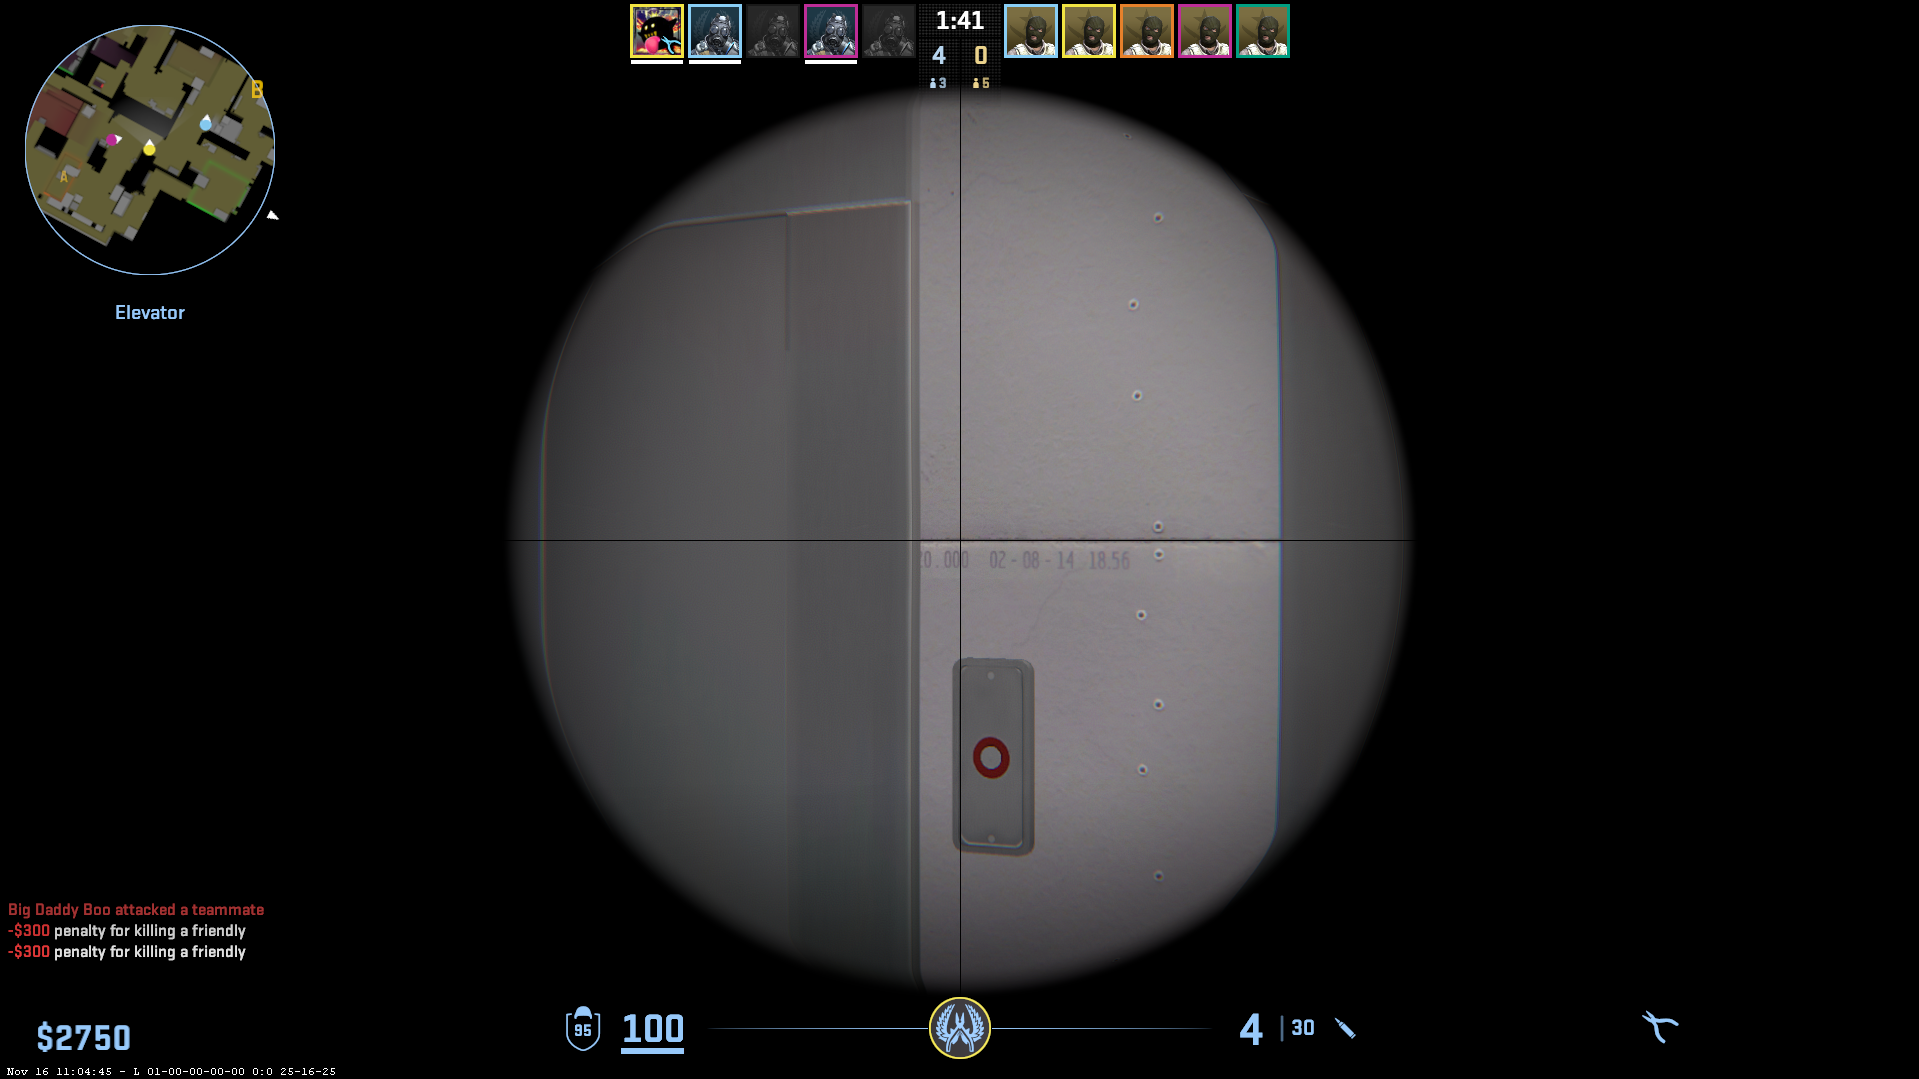 1:41
4 0
3 5
B
A
Elevator
20.000 02-08-14 18.56
Big Daddy Boo attacked a teammate
-$300 penalty for killing a friendly
-$300 penalty for killing a friendly
$2750
95 100
4 | 30
Nov 16 11:04:45 - L 01-00-00-00-00 0:0 25-16-25